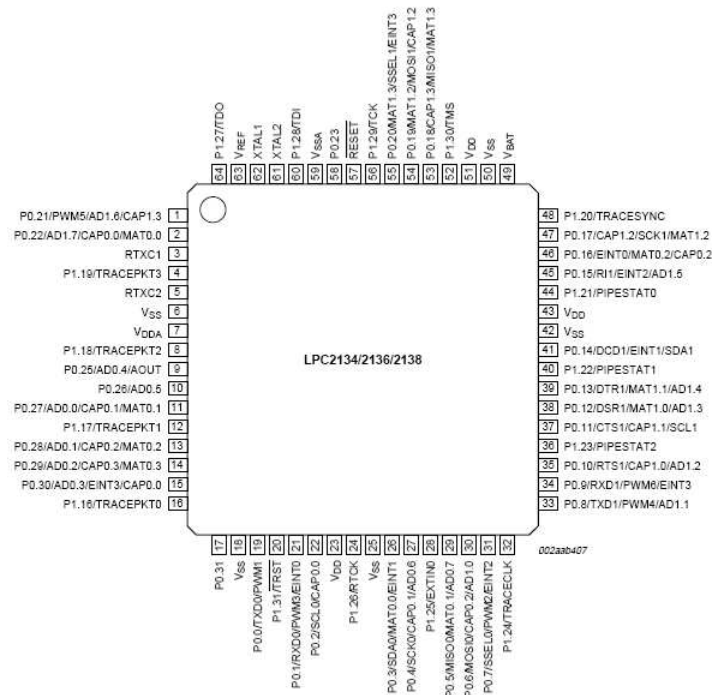 64 P1.27/TDO
63 VREF
62 XTAL1
61 XTAL2
60 P1.28/TDI
59 VSSA
58 P0.23
57 RESET
56 P1.29/TCK
55 P0.20/MAT1.3/SSEL1/EINT3
54 P0.19/MAT1.2/MOSI1/CAP1.2
53 P0.18/CAP1.3/MISO1/MAT1.3
52 P1.30/TMS
51 VDD
50 VSS
49 VBAT
P0.21/PWM5/AD1.6/CAP1.3 1
P0.22/AD1.7/CAP0.0/MAT0.0 2
RTXC1 3
P1.19/TRACEPKT3 4
RTXC2 5
VSS 6
VDDA 7
P1.18/TRACEPKT2 8
P0.25/AD0.4/AOUT 9
P0.26/AD0.5 10
P0.27/AD0.0/CAP0.1/MAT0.1 11
P1.17/TRACEPKT1 12
P0.28/AD0.1/CAP0.2/MAT0.2 13
P0.29/AD0.2/CAP0.3/MAT0.3 14
P0.30/AD0.3/EINT3/CAP0.0 15
P1.16/TRACEPKT0 16
LPC2134/2136/2138
48 P1.20/TRACESYNC
47 P0.17/CAP1.2/SCK1/MAT1.2
46 P0.16/EINT0/MAT0.2/CAP0.2
45 P0.15/RI1/EINT2/AD1.5
44 P1.21/PIPESTAT0
43 VDD
42 VSS
41 P0.14/DCD1/EINT1/SDA1
40 P1.22/PIPESTAT1
39 P0.13/DTR1/MAT1.1/AD1.4
38 P0.12/DSR1/MAT1.0/AD1.3
37 P0.11/CTS1/CAP1.1/SCL1
36 P1.23/PIPESTAT2
35 P0.10/RTS1/CAP1.0/AD1.2
34 P0.9/RXD1/PWM6/EINT3
33 P0.8/TXD1/PWM4/AD1.1
P0.31 17
VSS 18
P0.0/TXD0/PWM1 19
P1.31/TRST 20
P0.1/RXD0/PWM3/EINT0 21
P0.2/SCL0/CAP0.0 22
VDD 23
P1.26/RTCK 24
VSS 25
P0.3/SDA0/MAT0.0/EINT1 26
P0.4/SCK0/CAP0.1/AD0.6 27
P1.25/EXTIN0 28
P0.5/MISO0/MAT0.1/AD0.7 29
P0.6/MOSI0/CAP0.2/AD1.0 30
P0.7/SSEL0/PWM2/EINT2 31
P1.24/TRACECLK 32
002aab407